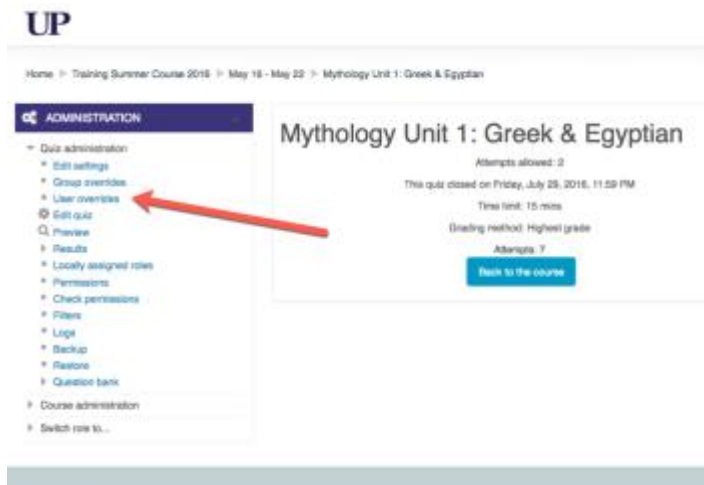 UP
Home Training Summer Course 2016 May 16 - May 22 Mythology Unit 1: Greek & Egyptian
ADMINISTRATION
Quiz administration
Edit settings
Group overrides
User overrides
Edit quiz
Preview
Results
Locally assigned roles
Permissions
Check permissions
Filters
Logs
Backup
Restore
Question bank
Course administration
Switch role to...
Mythology Unit 1: Greek & Egyptian
Attempts allowed: 2
This quiz closed on Friday, July 29, 2016, 11:59 PM
Time limit: 15 mins
Grading method: Highest grade
Attempts: 7
Back to the course